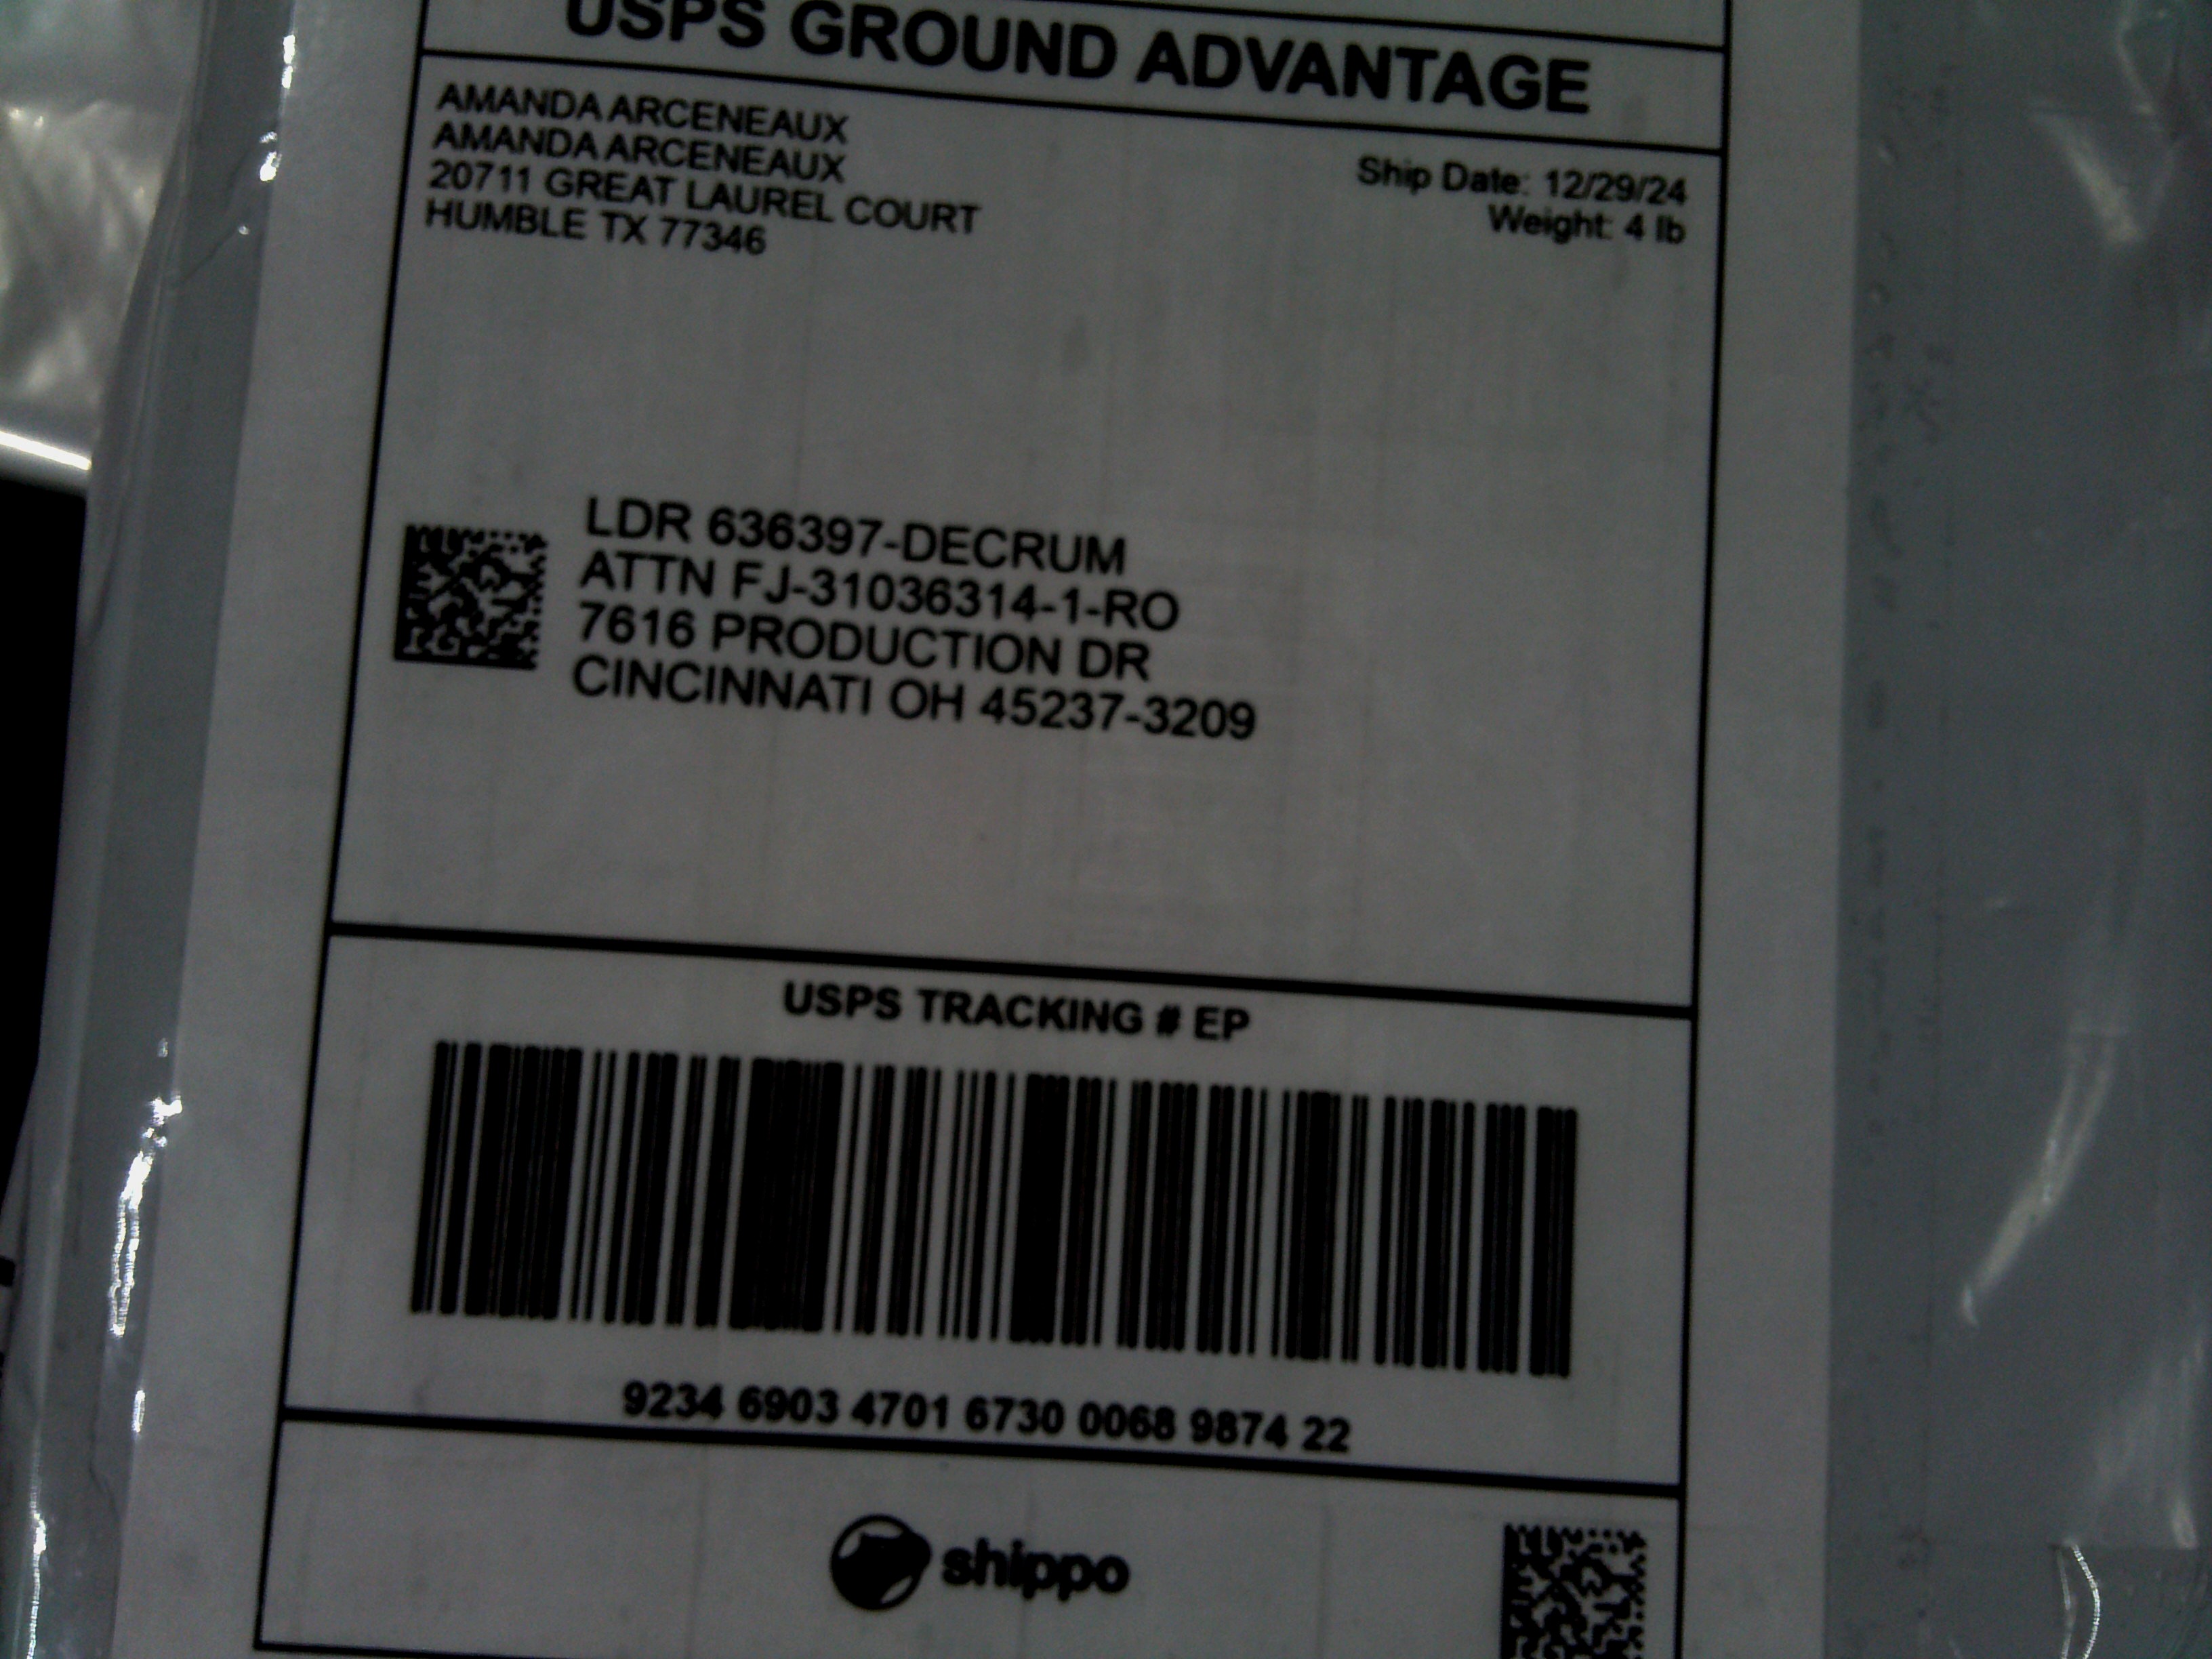 USPS GROUND ADVANTAGE
AMANDA ARCENEAUX
AMANDA ARCENEAUX
20711 GREAT LAUREL COURT
HUMBLE TX 77346
Ship Date: 12/29/24
Weight: 4 lb
LDR 636397-DECRUM
ATTN FJ-31036314-1-RO
7616 PRODUCTION DR
CINCINNATI OH 45237-3209
USPS TRACKING # EP
9234 6903 4701 6730 0068 9874 22
shippo